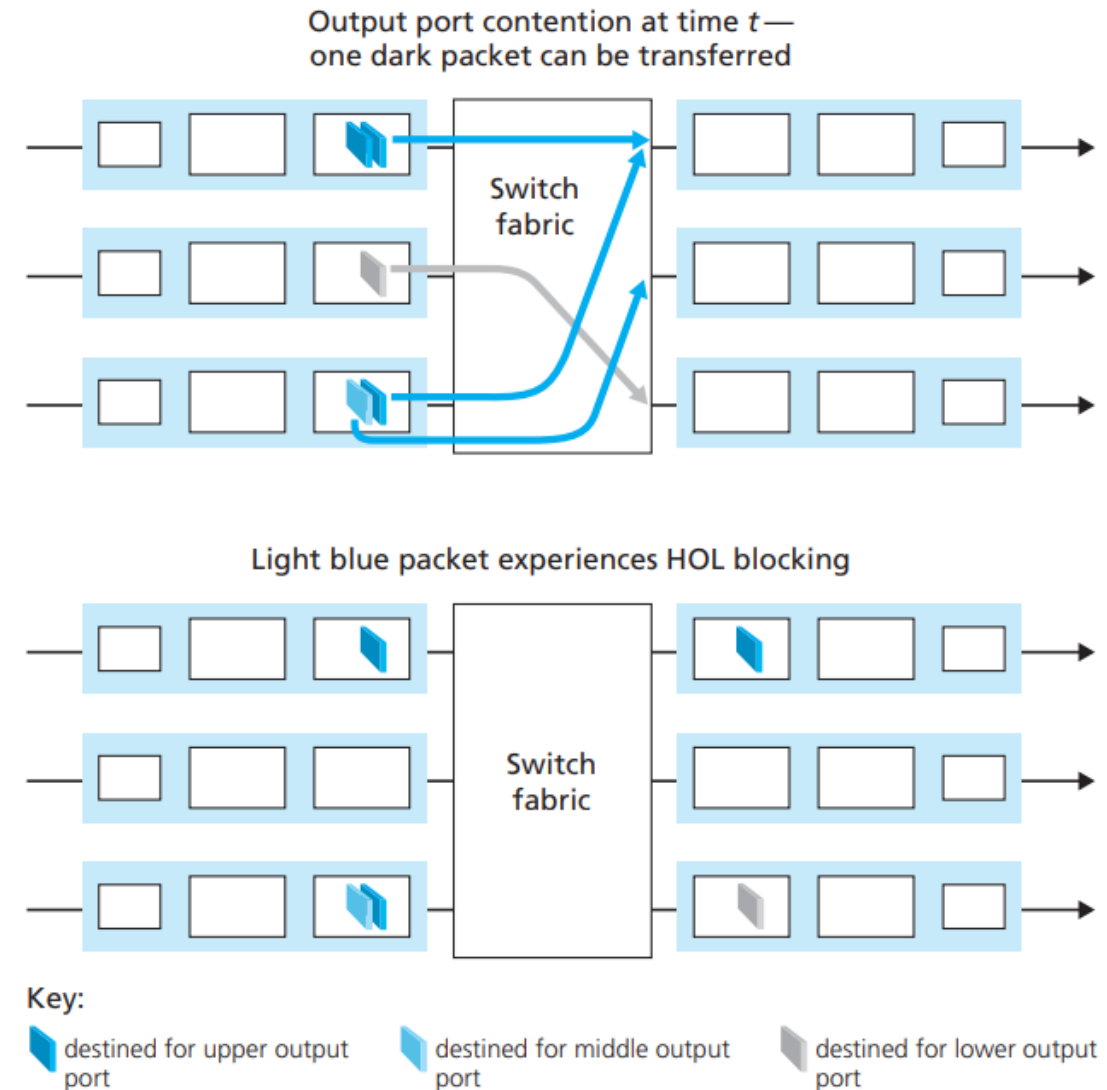 Output port contention at time t—
one dark packet can be transferred
Switch
fabric
Light blue packet experiences HOL blocking
Switch
fabric
Key:
destined for upper output
port
destined for middle output
port
destined for lower output
port